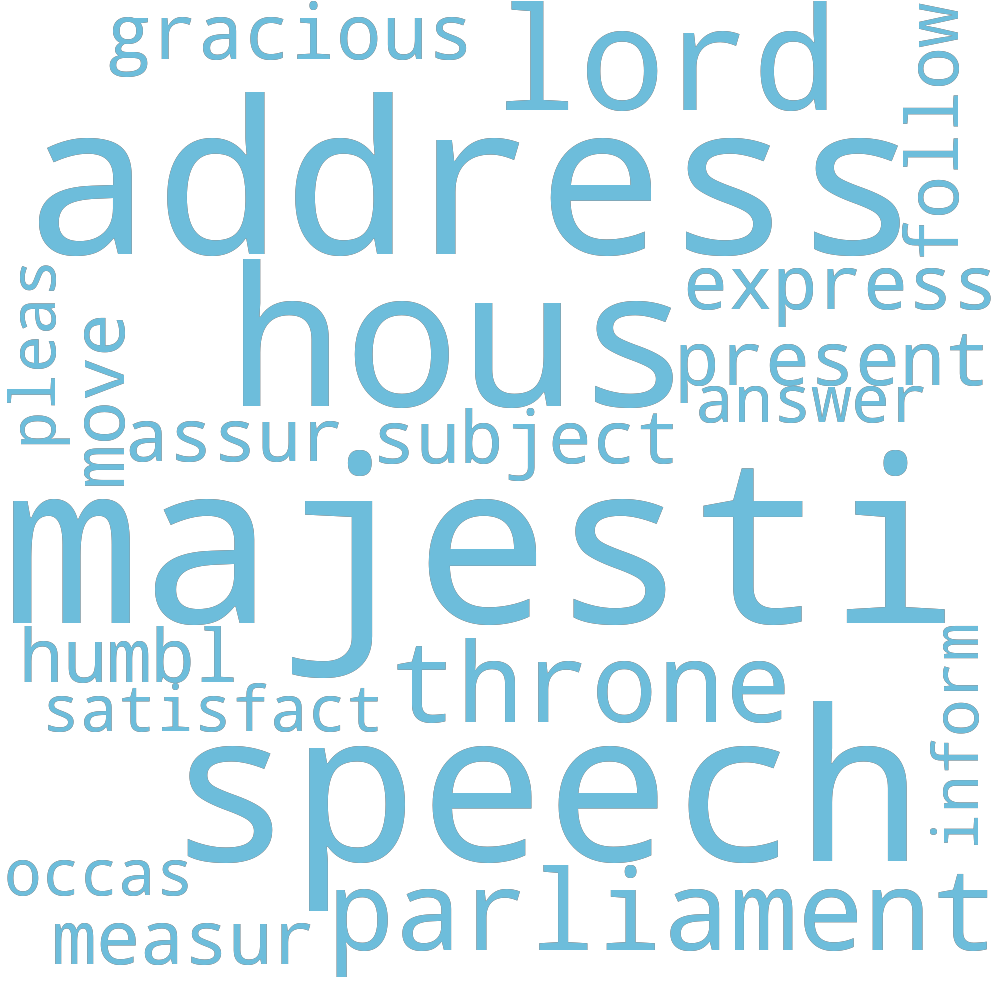 gracious
lord
follow
address
hous
express
pleas
move
present
answer
assur
subject
majesti
humbl
throne
inform
satisfact
speech
occas
parliament
measur